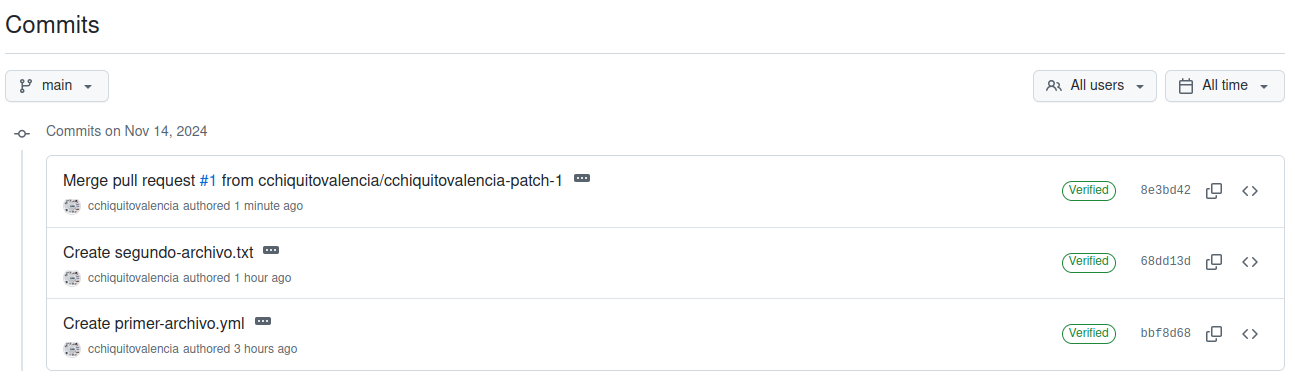 Commits
main
All users
All time
Commits on Nov 14, 2024
Merge pull request #1 from cchiquitovalencia/cchiquitovalencia-patch-1
cchiquitovalencia authored 1 minute ago
Verified
8e3bd42
Create segundo-archivo.txt
cchiquitovalencia authored 1 hour ago
Verified
68dd13d
Create primer-archivo.yml
cchiquitovalencia authored 3 hours ago
Verified
bbf8d68